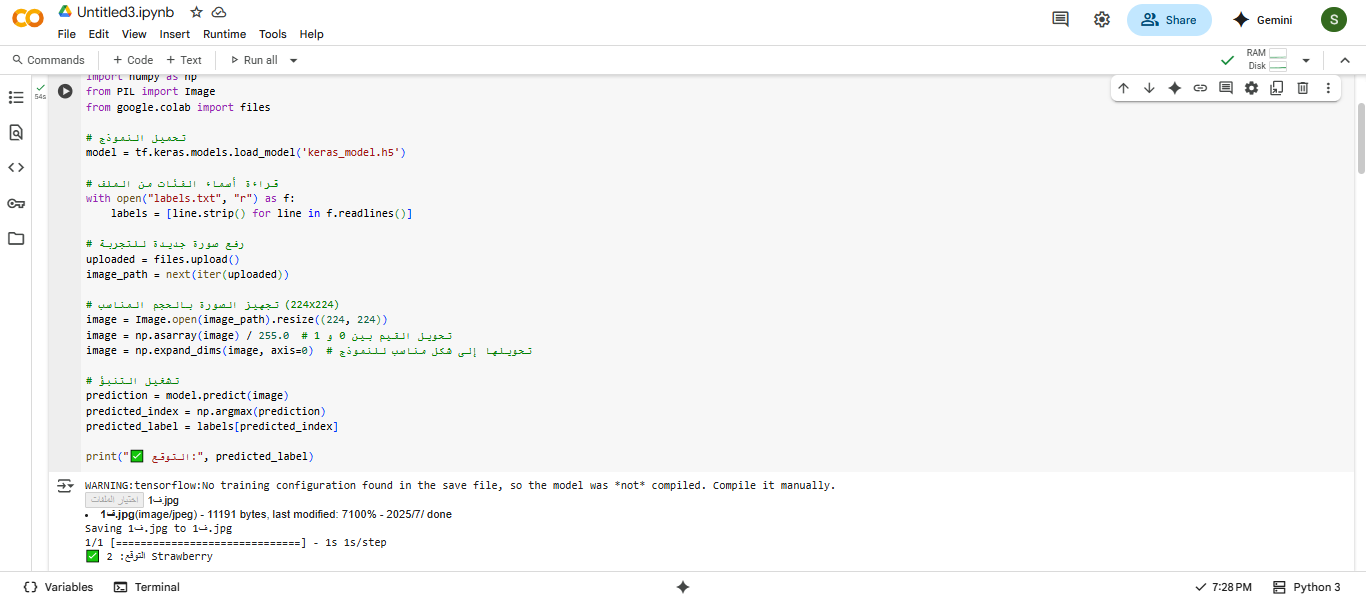 Untitled3.ipynb
File Edit View Insert Runtime Tools Help
Share
Gemini
S
Commands + Code + Text Run all
RAM
Disk
54s
import numpy as np
from PIL import Image
from google.colab import files
# تحميل النموذج
model = tf.keras.models.load_model('keras_model.h5')
# قراءة أسماء الفئات من الملف
with open("labels.txt", "r") as f:
labels = [line.strip() for line in f.readlines()]
# رفع صورة جديدة للتجربة
uploaded = files.upload()
image_path = next(iter(uploaded))
# تجهيز الصورة بالحجم المناسب (224x224)
image = Image.open(image_path).resize((224, 224))
image = np.asarray(image) / 255.0 # تحويل القيم بين 0 و 1
image = np.expand_dims(image, axis=0) # تحويلها إلى شكل مناسب للنموذج
# تشغيل التنبؤ
prediction = model.predict(image)
predicted_index = np.argmax(prediction)
predicted_label = labels[predicted_index]
print("✅ التوقع:", predicted_label)
WARNING:tensorflow:No training configuration found in the save file, so the model was *not* compiled. Compile it manually.
اختيار الملفات ف1.jpg
• ف1.jpg(image/jpeg) - 11191 bytes, last modified: 7100% - 2025/7/ done
Saving ف1.jpg to ف1.jpg
1/1 [==============================] - 1s 1s/step
✅ التوقع: 2 Strawberry
{} Variables Terminal
7:28 PM Python 3